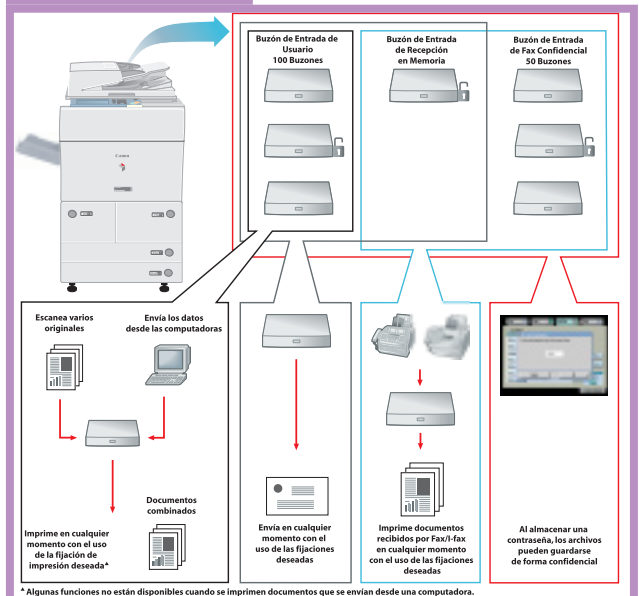 Buzón de Entrada de
Usuario
100 Buzones
Buzón de Entrada
de Recepción
en Memoria
Buzón de Entrada
de Fax Confidencial
50 Buzones
Canon
Escanea varios
originales
Envía los datos
desde las computadoras
Documentos
combinados
Imprime en cualquier
momento con el uso
de la fijación de
impresión deseada▲
Envía en cualquier
momento con el
uso de las fijaciones
deseadas
Imprime documentos
recibidos por Fax/I-fax
en cualquier momento
con el uso de las fijaciones
deseadas
Al almacenar una
contraseña, los archivos
pueden guardarse
de forma confidencial
▲ Algunas funciones no están disponibles cuando se imprimen documentos que se envían desde una computadora.